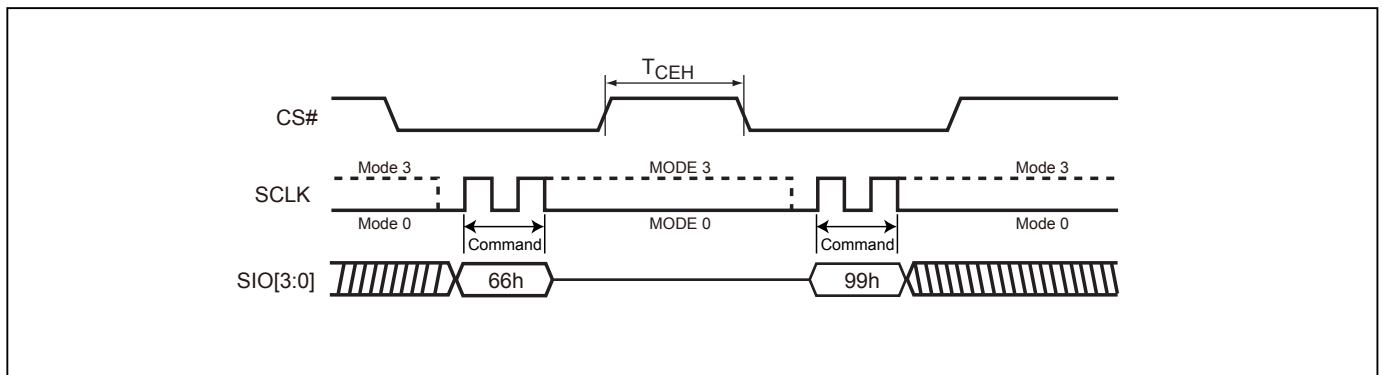 TCEH
CS#
Mode 3 MODE 3 Mode 3
SCLK
Mode 0 MODE 0 Mode 0
Command Command
SIO[3:0] 66h 99h